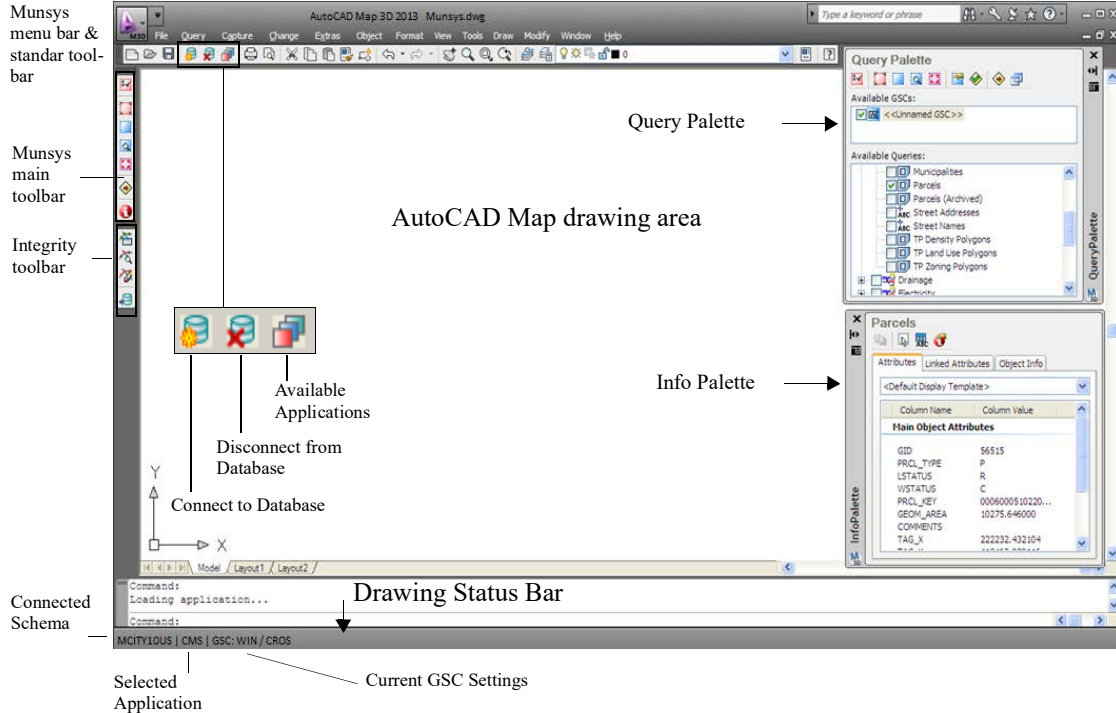 Munsys
menu bar &
standar tool-
bar
AutoCAD Map 3D 2013 Munsys.dwg
Type a keyword or phrase
M3D File Query Capture Change Extras Object Format View Tools Draw Modify Window Help
0
Munsys
main
toolbar
Integrity
toolbar
Query Palette
AutoCAD Map drawing area
Query Palette
Available GSCs:
<<Unnamed GSC>>
Available Queries:
Municipalities
Parcels
Parcels (Archived)
ABC Street Addresses
ABC Street Names
TP Density Polygons
TP Land Use Polygons
TP Zoning Polygons
Drainage
Electricity
QueryPalette
Info Palette
Parcels
Attributes Linked Attributes Object Info
<Default Display Template>
Column Name Column Value
Main Object Attributes
GID 56515
PRCL_TYPE P
LSTATUS R
WSTATUS C
PRCL_KEY 0006000510220...
GEOM_AREA 10275.646000
COMMENTS
TAG_X 222232.432104
InfoPalette
Available
Applications
Disconnect from
Database
Connect to Database
Y
X
Model Layout1 Layout2
Command:
Loading application...
Command:
Drawing Status Bar
Connected
Schema
MCITY10US | CMS | GSC: WIN / CROS
Selected
Application
Current GSC Settings